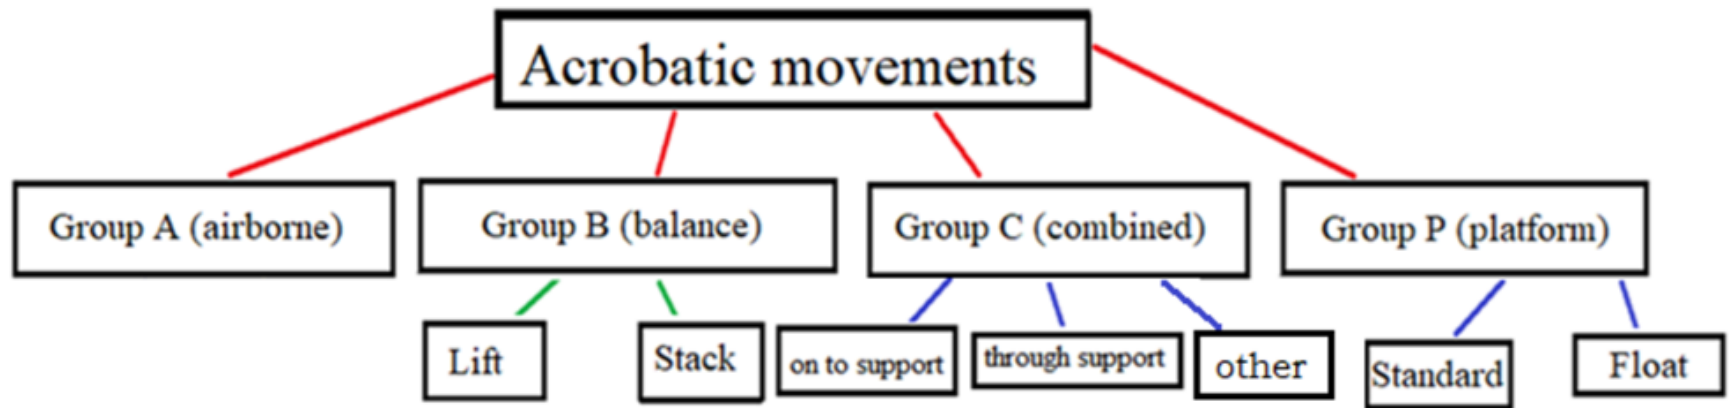 Acrobatic movements
Group A (airborne)
Group B (balance)
Group C (combined)
Group P (platform)
Lift
Stack
on to support
through support
other
Standard
Float